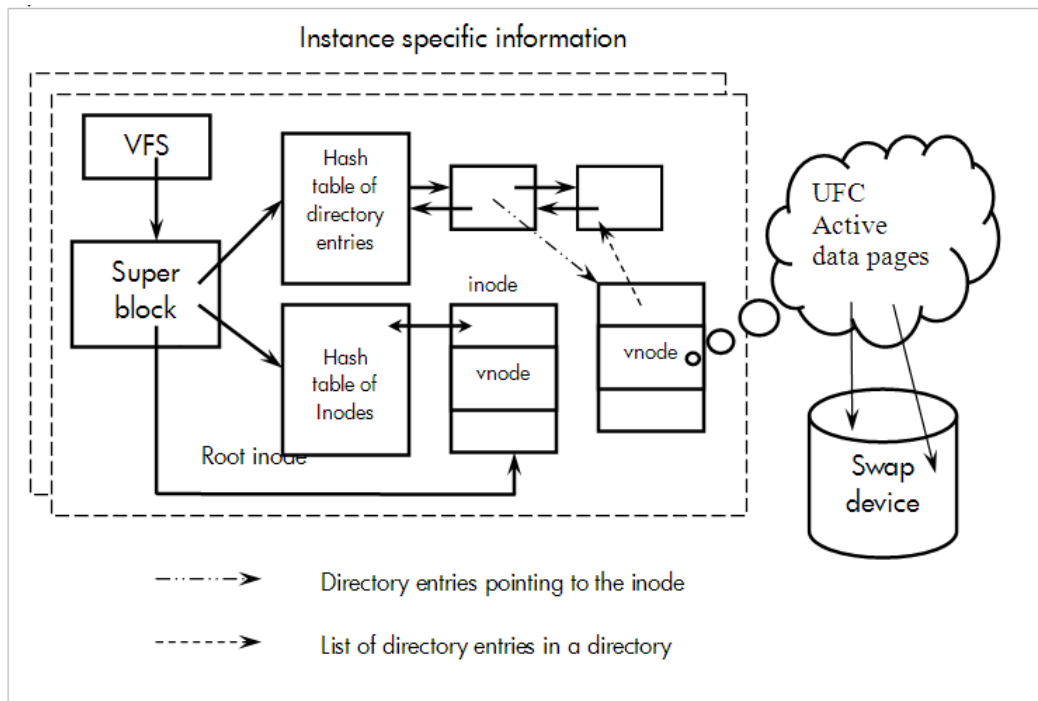 Instance specific information
VFS
Hash
table of
directory
entries
UFC
Active
data pages
Super
block
inode
Hash
table of
Inodes
vnode
vnode
Root inode
Swap
device
Directory entries pointing to the inode
List of directory entries in a directory